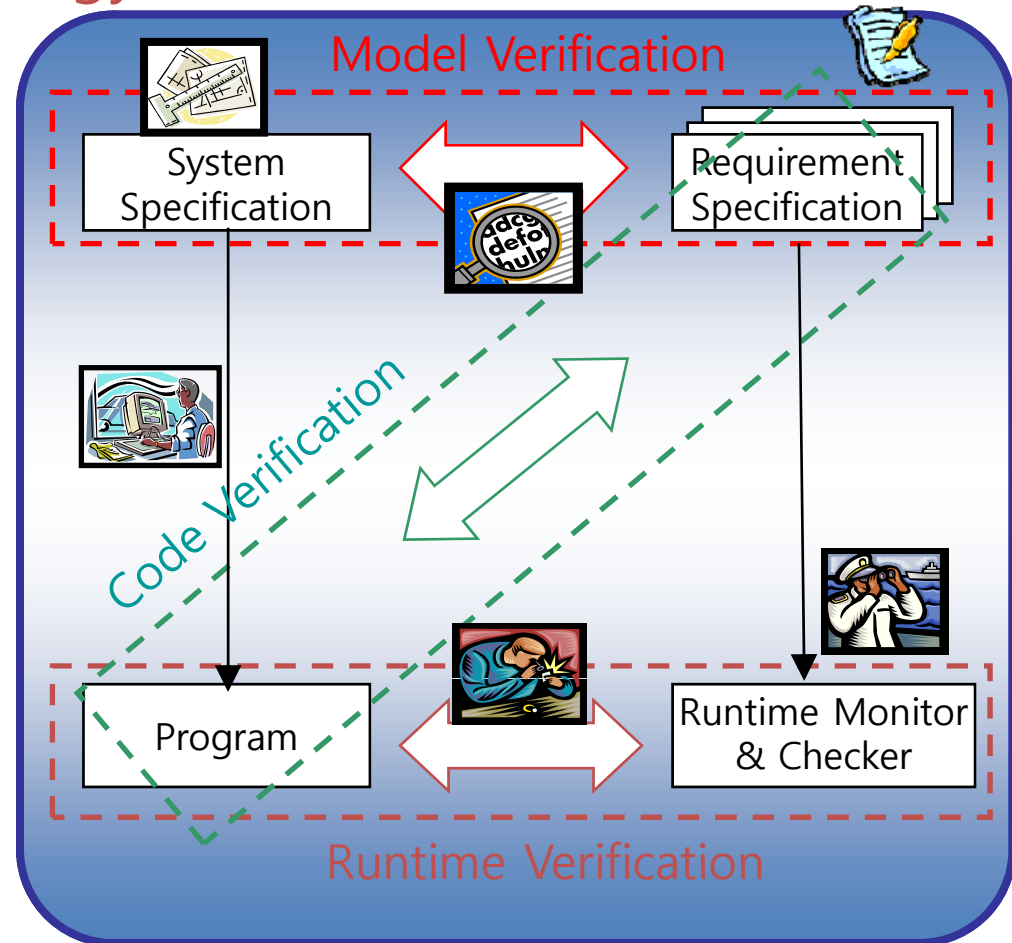 Model Verification
System
Specification
Requirement
Specification
Code Verification
Program
Runtime Monitor
& Checker
Runtime Verification